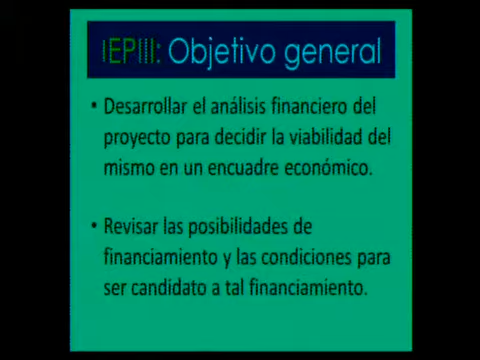 IEPIII: Objetivo general
• Desarrollar el análisis financiero del
proyecto para decidir la viabilidad del
mismo en un encuadre económico.
• Revisar las posibilidades de
financiamiento y las condiciones para
ser candidato a tal financiamiento.